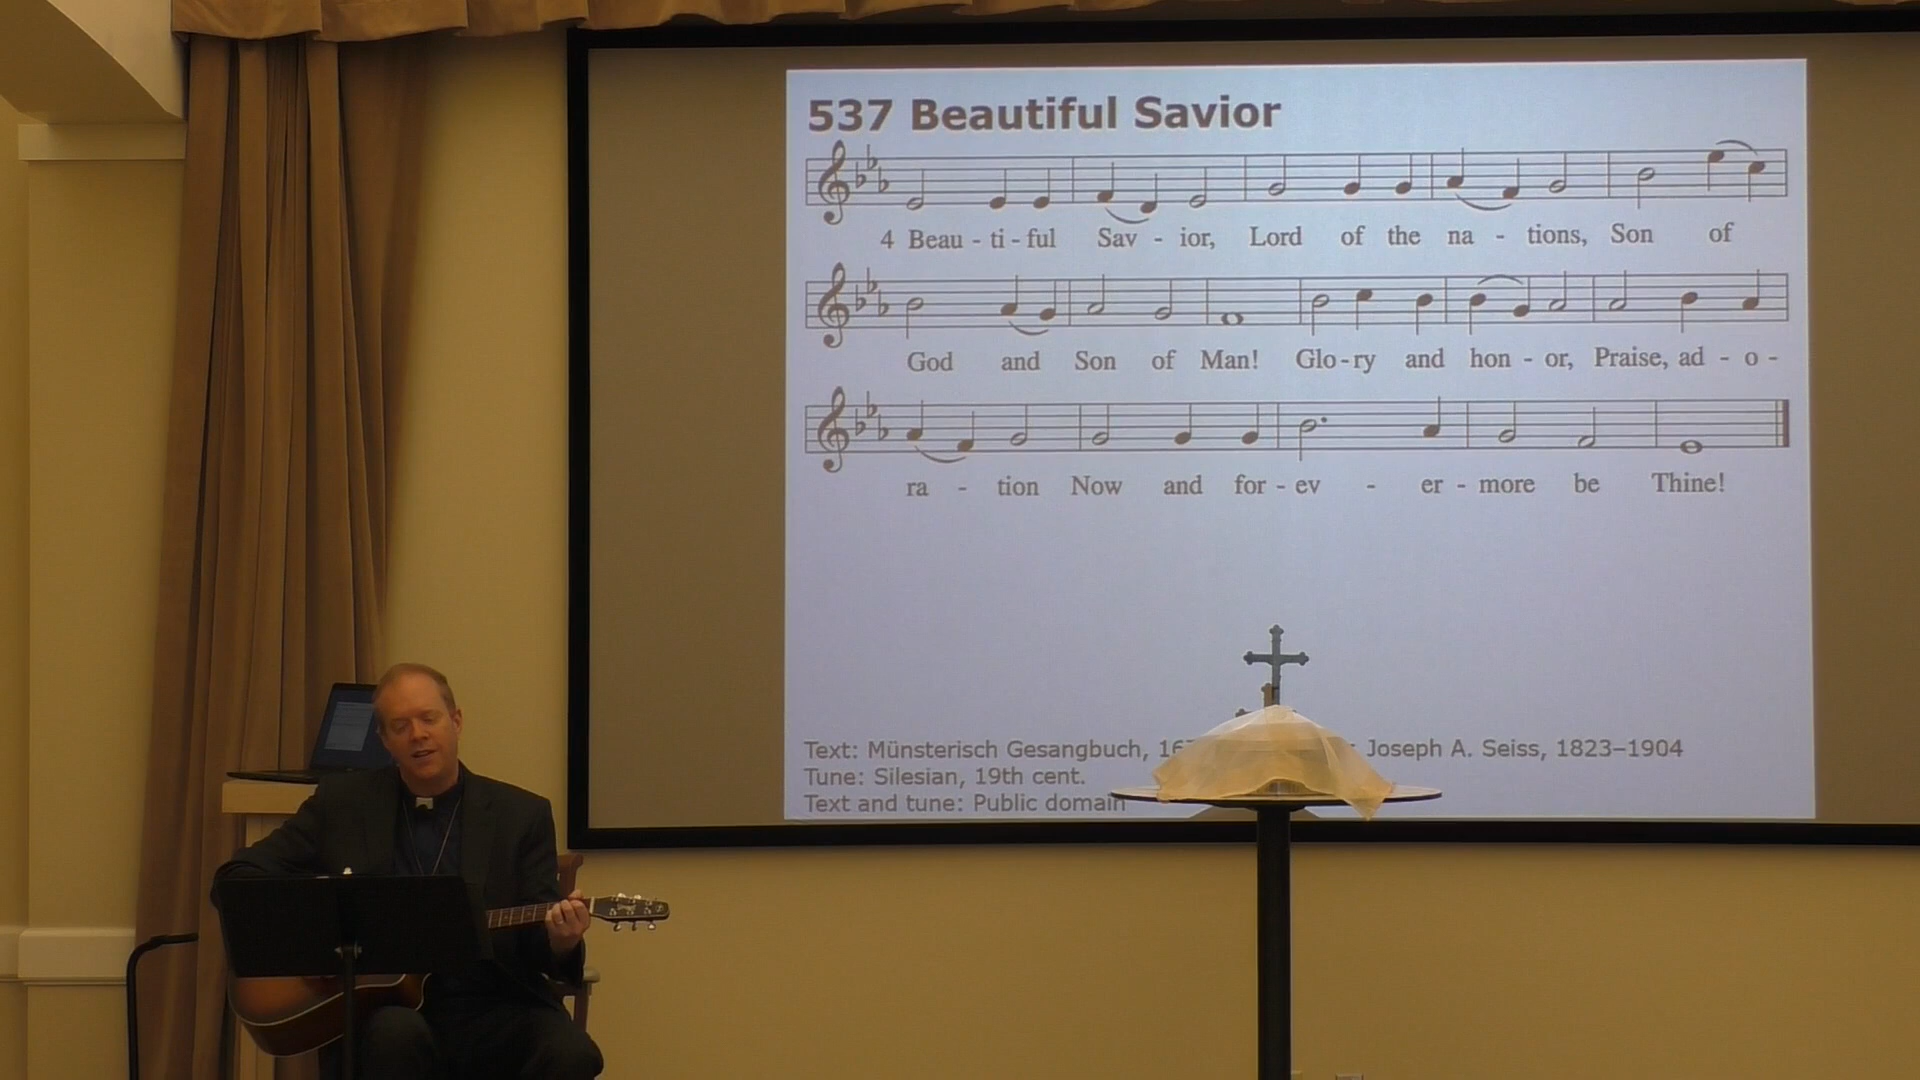 537 Beautiful Savior
4 Beau - ti - ful Sav - ior, Lord of the na - tions, Son of
God and Son of Man! Glo - ry and hon - or, Praise, ad - o -
ra - tion Now and for - ev - er - more be Thine!
Text: Münsterisch Gesangbuch, Joseph A. Seiss, 1823–1904
Tune: Silesian, 19th cent.
Text and tune: Public domain